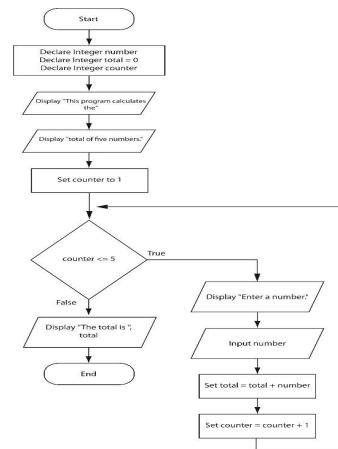 Start
Declare Integer number
Declare Integer total = 0
Declare Integer counter
Display "This program calculates
the"
Display "total of five numbers."
Set counter to 1
counter <= 5
True
False
Display "Enter a number."
Display "The total is ",
total
Input number
End
Set total = total + number
Set counter = counter + 1